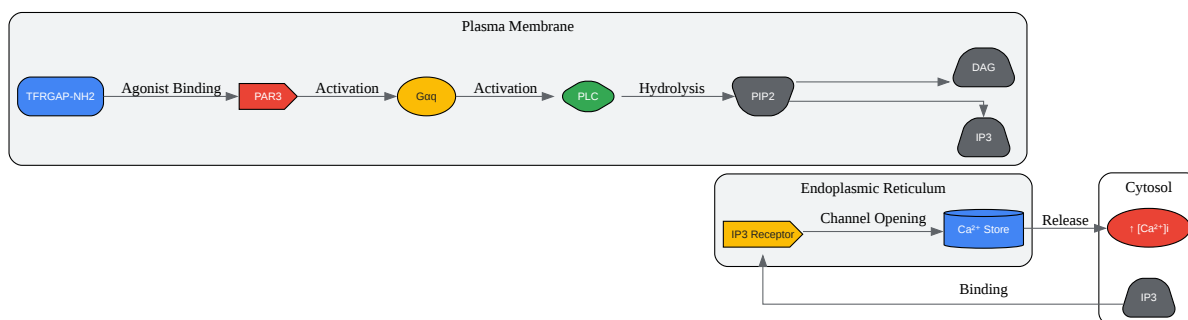 Plasma Membrane
TFRGAP-NH2
Agonist Binding
PAR3
Activation
Gαq
Activation
PLC
Hydrolysis
PIP2
DAG
IP3
Endoplasmic Reticulum
IP3 Receptor
Channel Opening
Ca²⁺ Store
Release
Cytosol
↑ [Ca²⁺]i
Binding
IP3